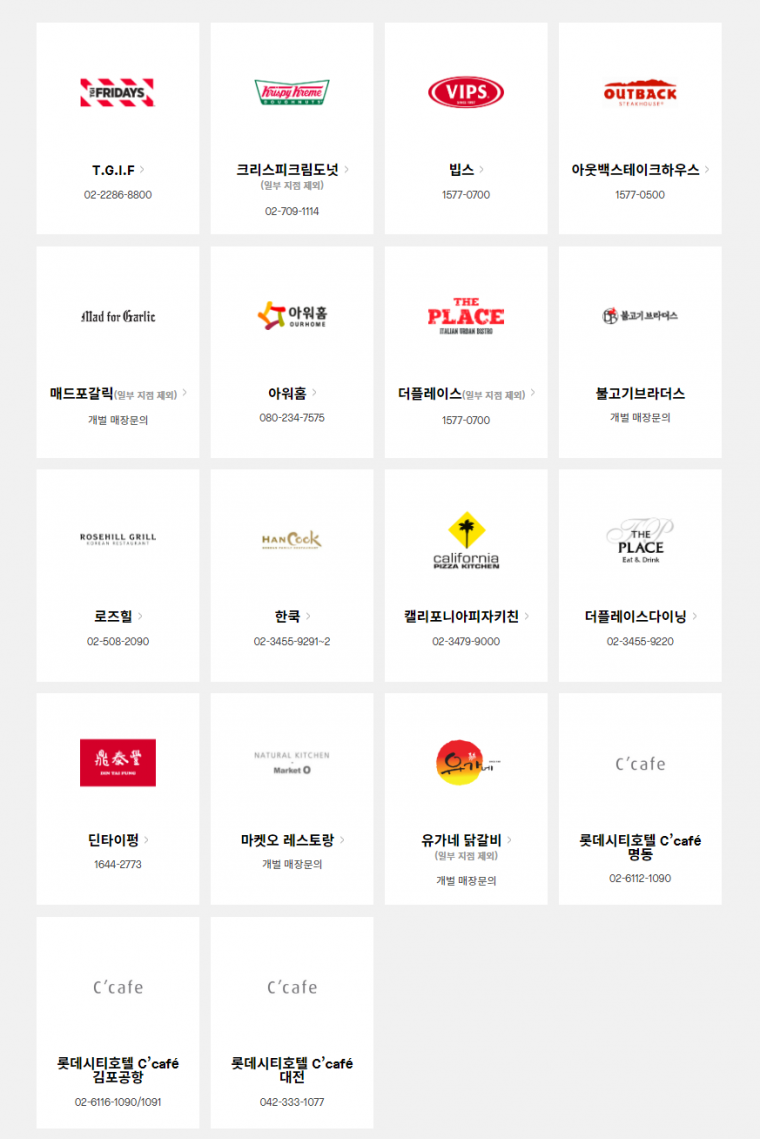 TGI FRIDAYS
Krispy Kreme
DOUGHNUTS
VIPS
OUTBACK
STEAKHOUSE
T.G.I.F
크리스피크림도넛
(일부 지점 제외)
빕스
아웃백스테이크하우스
02-2286-8800
02-709-1114
1577-0700
1577-0500
Mad for Garlic
아워홈
OURHOME
THE
PLACE
ITALIAN URBAN BISTRO
불고기브라더스
매드포갈릭(일부 지점 제외)
아워홈
더플레이스(일부 지점 제외)
불고기브라더스
개벌 매장문의
080-234-7575
1577-0700
개벌 매장문의
ROSEHILL GRILL
KOREAN RESTAURANT
HANCook
california
PIZZA KITCHEN
THE
PLACE
Eat & Drink
로즈힐
한쿡
캘리포니아피자키친
더플레이스다이닝
02-508-2090
02-3455-9291~2
02-3479-9000
02-3455-9220
鼎泰豐
DIN TAI FUNG
NATURAL KITCHEN
Market O
유가네
C'cafe
딘타이펑
마켓오 레스토랑
유가네 닭갈비
(일부 지점 제외)
롯데시티호텔 C’café
명동
1644-2773
개벌 매장문의
개벌 매장문의
02-6112-1090
C'cafe
C'cafe
롯데시티호텔 C’café
김포공항
롯데시티호텔 C’café
대전
02-6116-1090/1091
042-333-1077